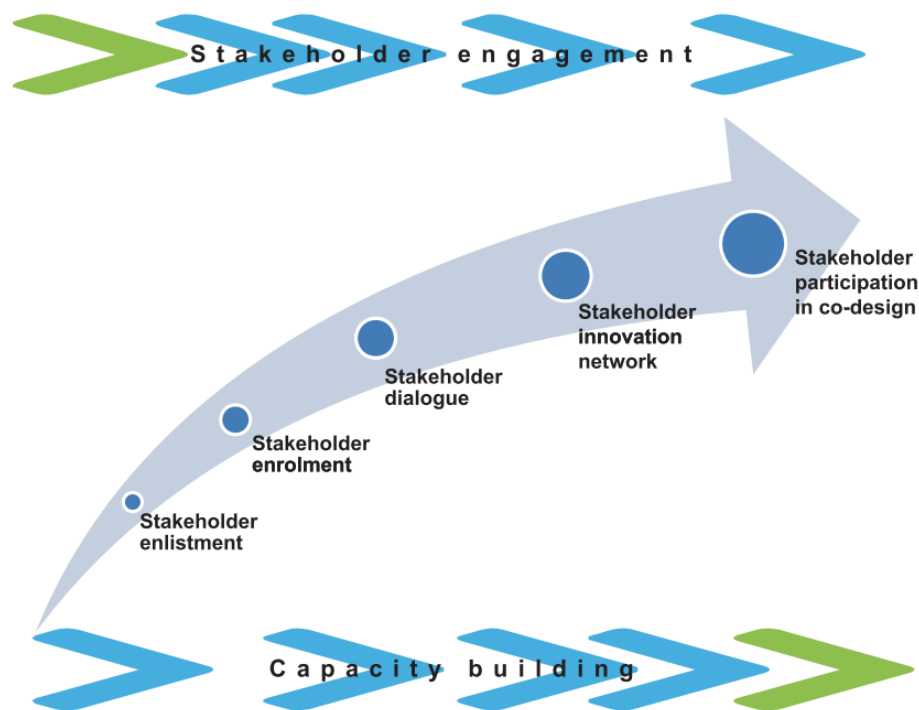 Stakeholder engagement
Stakeholder
participation
in co-design
Stakeholder
innovation
network
Stakeholder
dialogue
Stakeholder
enrolment
Stakeholder
enlistment
Capacity building